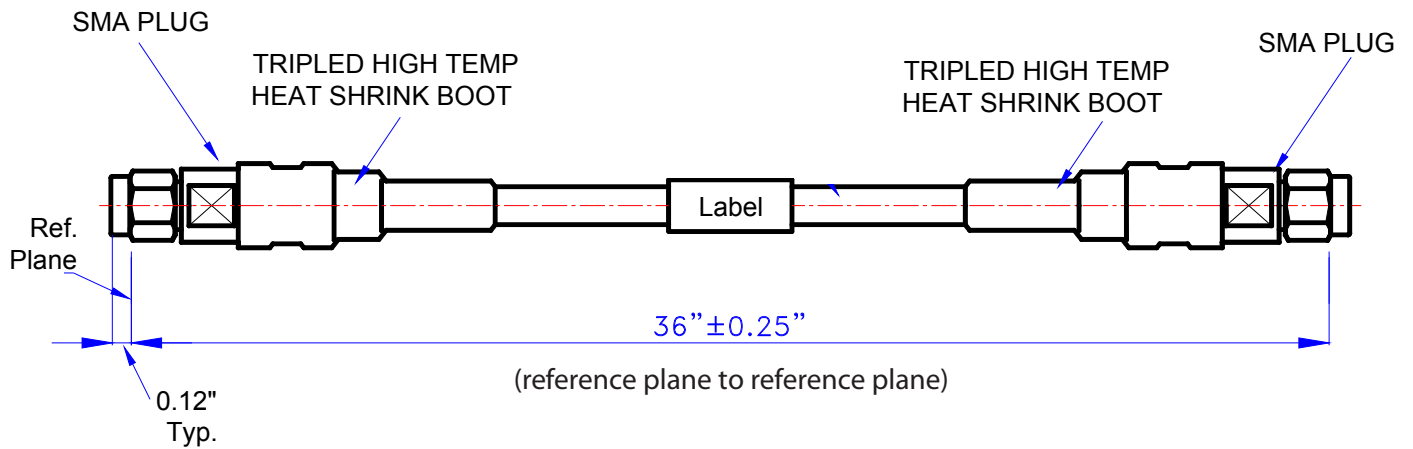 SMA PLUG
TRIPLED HIGH TEMP
HEAT SHRINK BOOT
TRIPLED HIGH TEMP
HEAT SHRINK BOOT
SMA PLUG
Label
Ref.
Plane
36”±0.25”
(reference plane to reference plane)
0.12"
Typ.